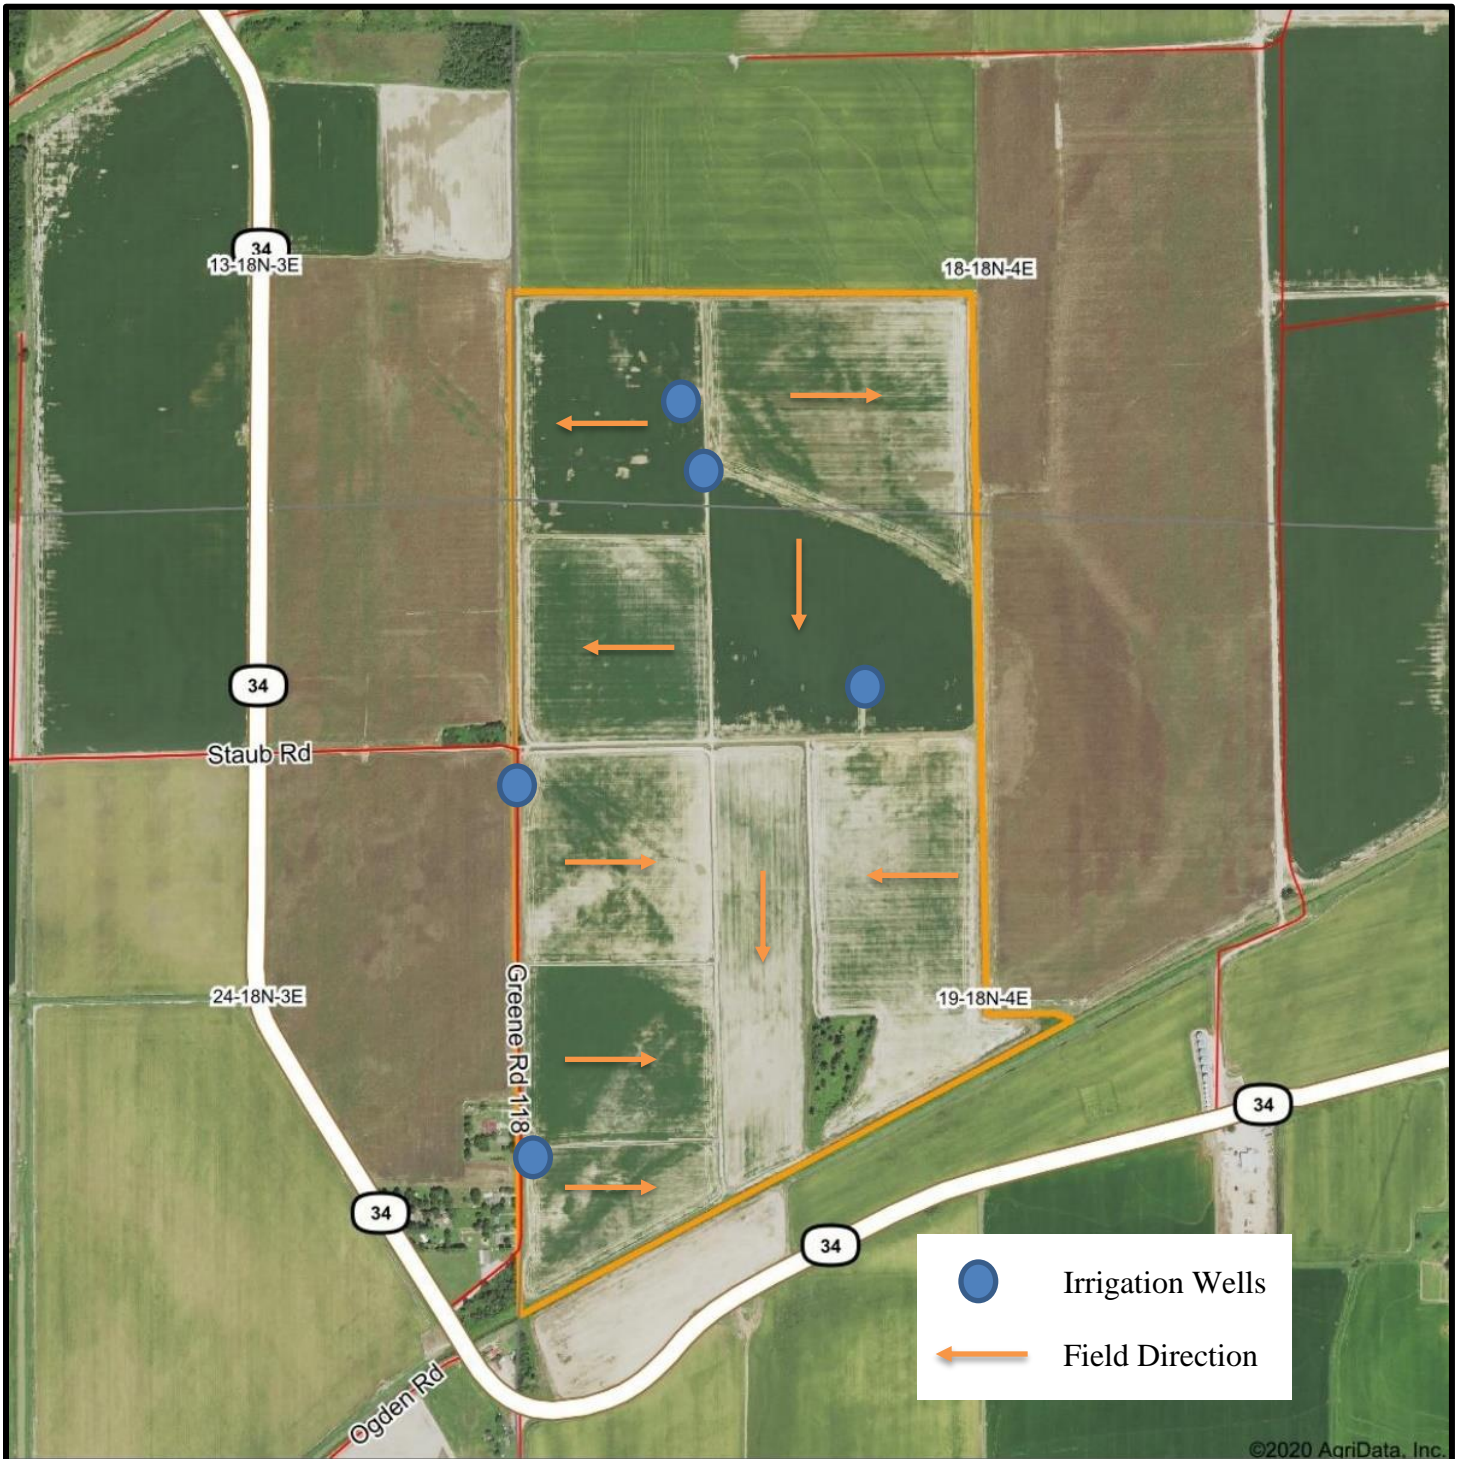 34
13-18N-3E
18-18N-4E
34
Staub Rd
24-18N-3E
19-18N-4E
Greene Rd 118
34
34
34
Irrigation Wells
Field Direction
Ogden Rd
©2020 AgriData, Inc.